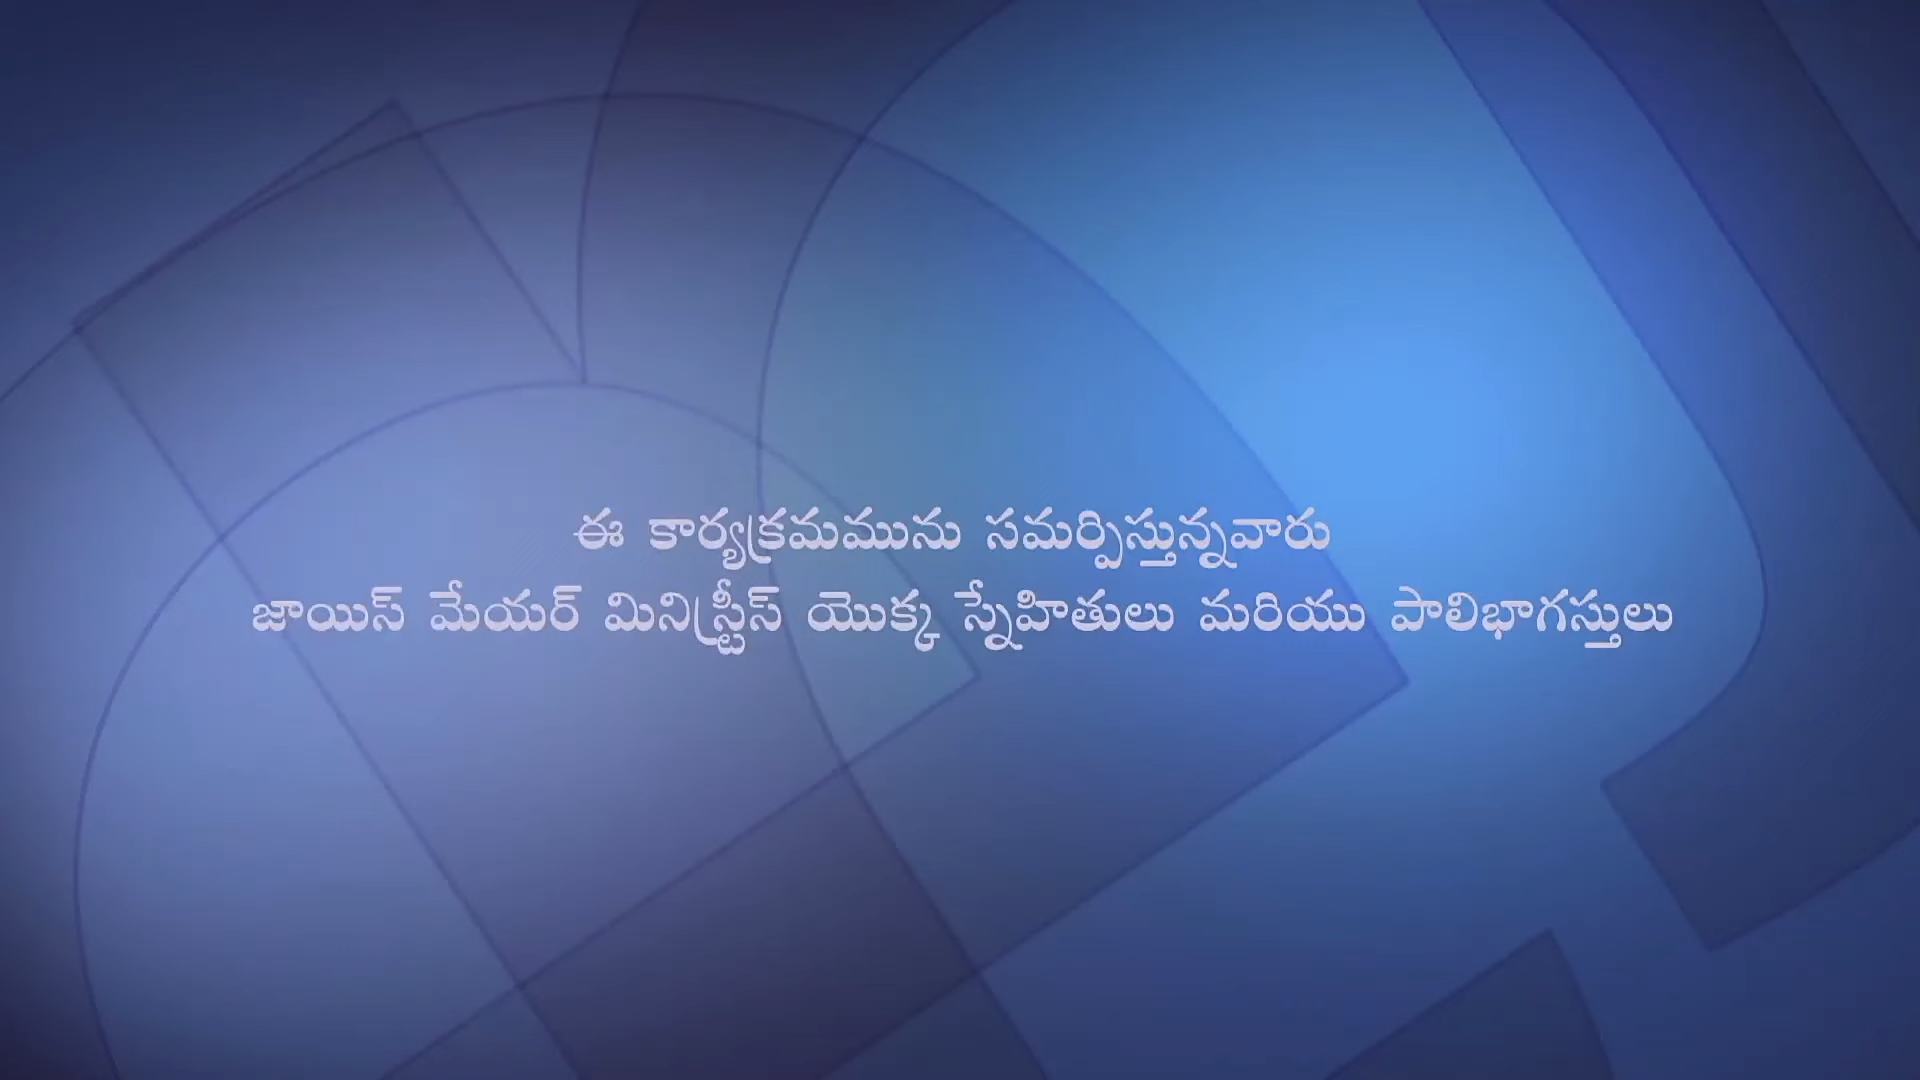 ఈ కార్యక్రమమును సమర్పిస్తున్నవారు
జాయిస్ మేయర్ మినిస్ట్రీస్ యొక్క స్నేహితులు మరియు పాలిభాగస్తులు